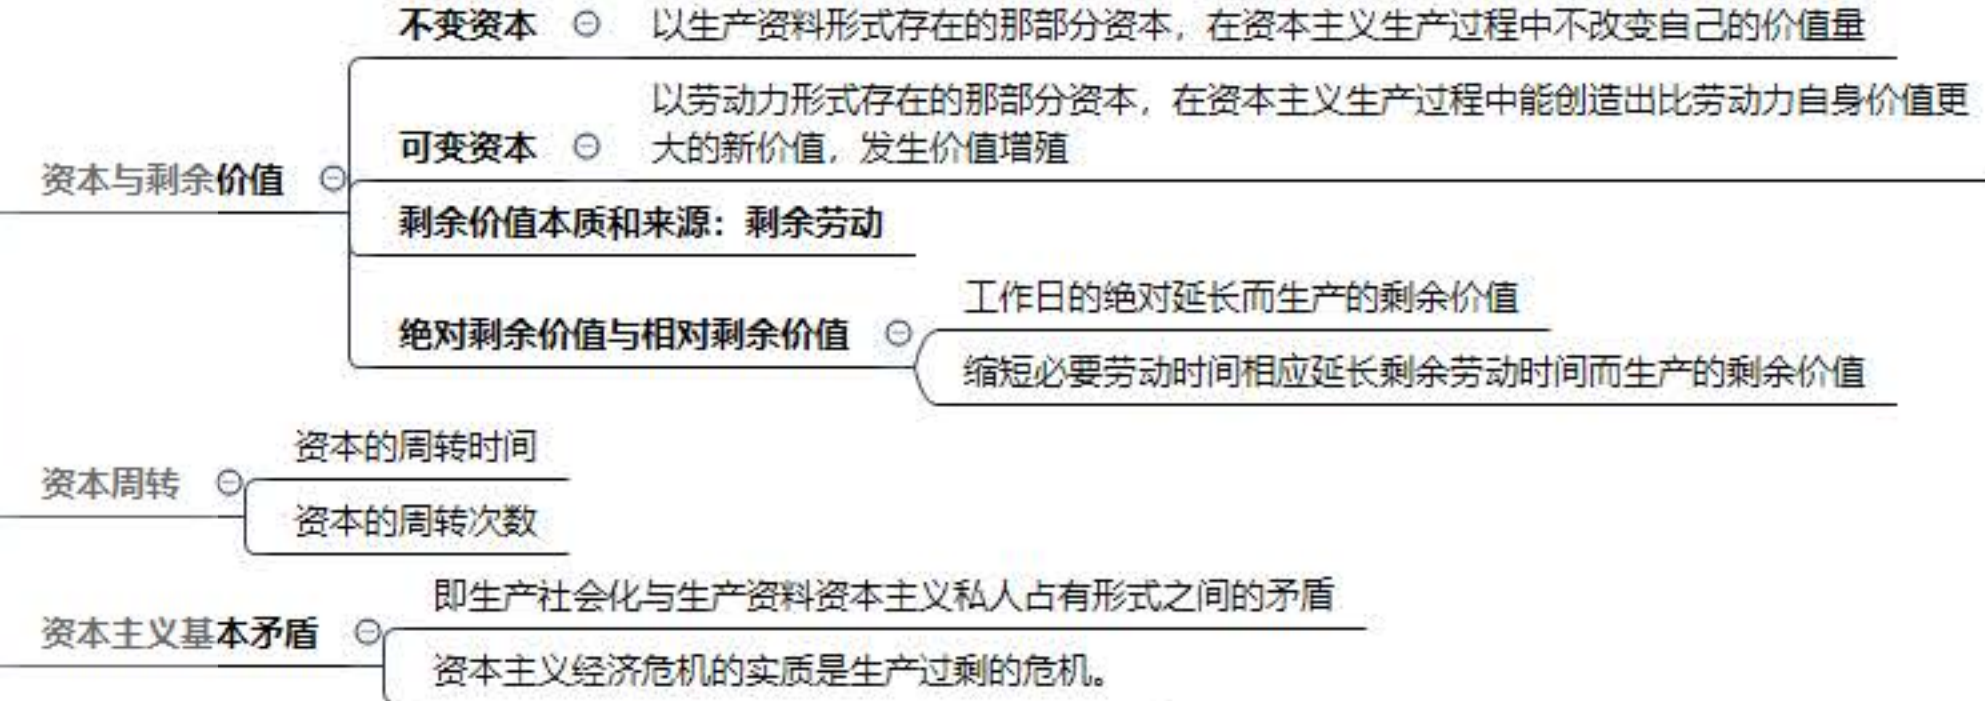 不变资本
以生产资料形式存在的那部分资本，在资本主义生产过程中不改变自己的价值量
以劳动力形式存在的那部分资本，在资本主义生产过程中能创造出比劳动力自身价值更
可变资本
大的新价值，发生价值增殖
资本与剩余价值
剩余价值本质和来源：剩余劳动
工作日的绝对延长而生产的剩余价值
绝对剩余价值与相对剩余价值
缩短必要劳动时间相应延长剩余劳动时间而生产的剩余价值
资本的周转时间
资本周转
资本的周转次数
即生产社会化与生产资料资本主义私人占有形式之间的矛盾
资本主义基本矛盾
资本主义经济危机的实质是生产过剩的危机。